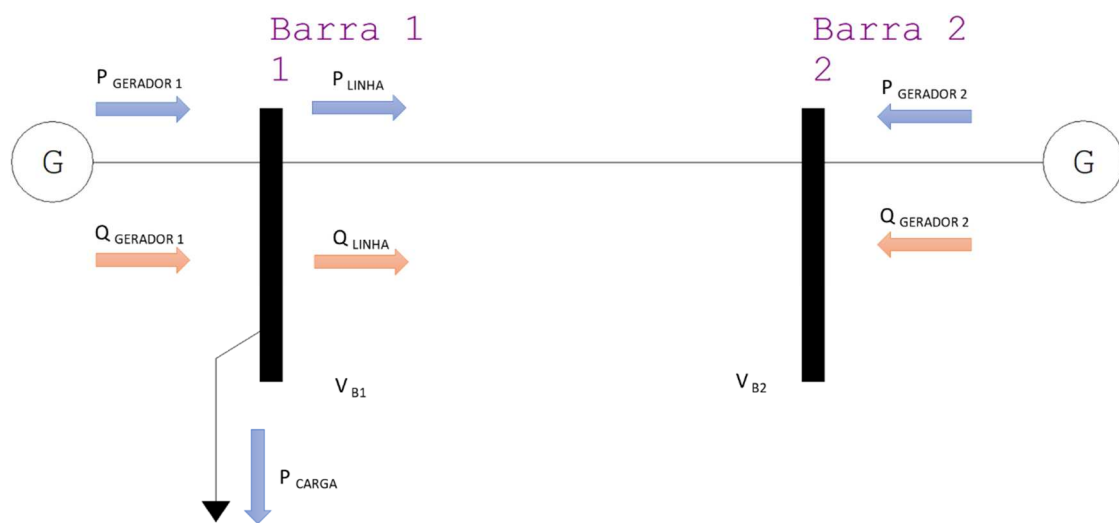 Barra 1
1
Barra 2
2
P GERADOR 1
P LINHA
P GERADOR 2
G
G
Q GERADOR 1
Q LINHA
Q GERADOR 2
V B1
V B2
P CARGA